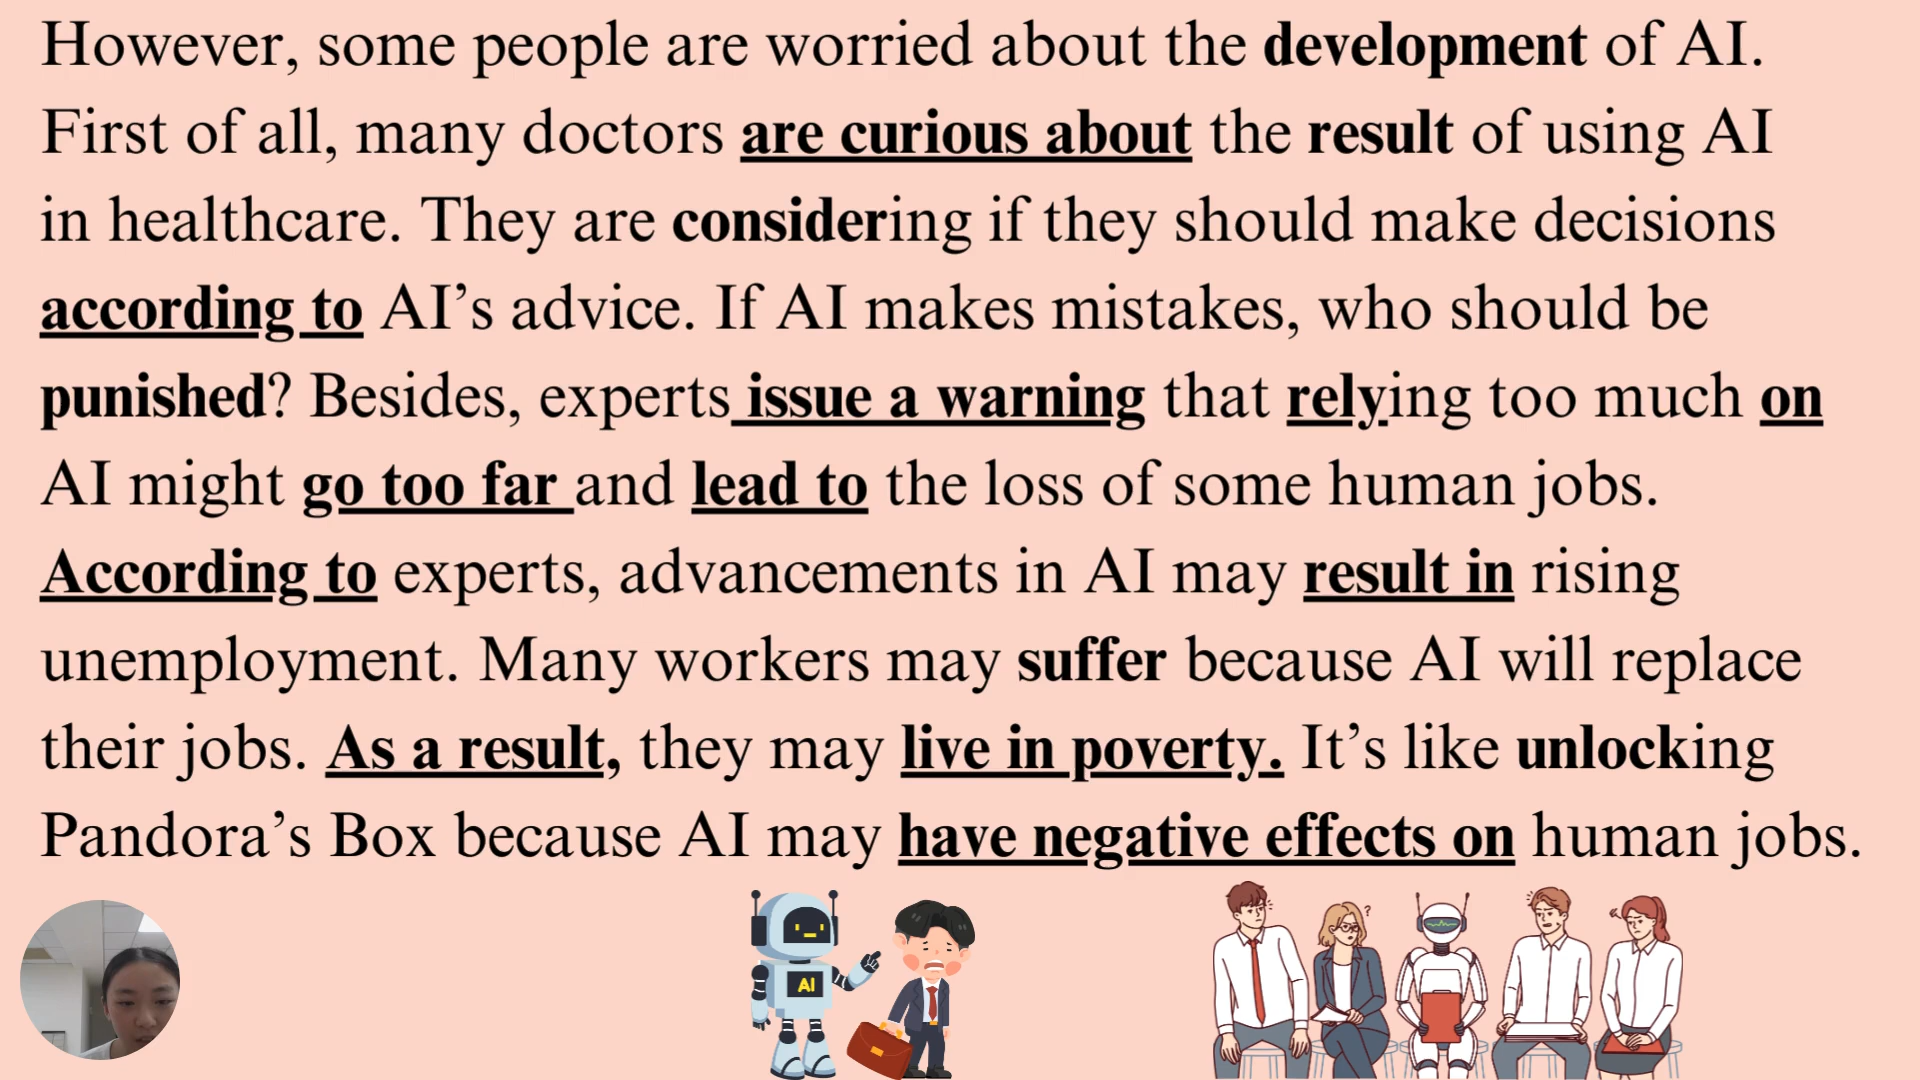 However, some people are worried about the development of AI.
First of all, many doctors are curious about the result of using AI
in healthcare. They are considering if they should make decisions
according to AI’s advice. If AI makes mistakes, who should be
punished? Besides, experts issue a warning that relying too much on
AI might go too far and lead to the loss of some human jobs.
According to experts, advancements in AI may result in rising
unemployment. Many workers may suffer because AI will replace
their jobs. As a result, they may live in poverty. It’s like unlocking
Pandora’s Box because AI may have negative effects on human jobs.
AI